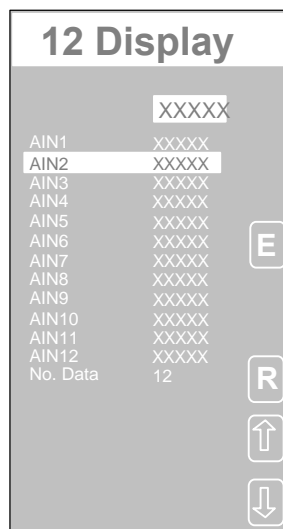 12 Display
XXXXX
AIN1 XXXXX
AIN2 XXXXX
AIN3 XXXXX
AIN4 XXXXX
AIN5 XXXXX
AIN6 XXXXX
AIN7 XXXXX
AIN8 XXXXX
AIN9 XXXXX
AIN10 XXXXX
AIN11 XXXXX
AIN12 XXXXX
No. Data 12
E
R